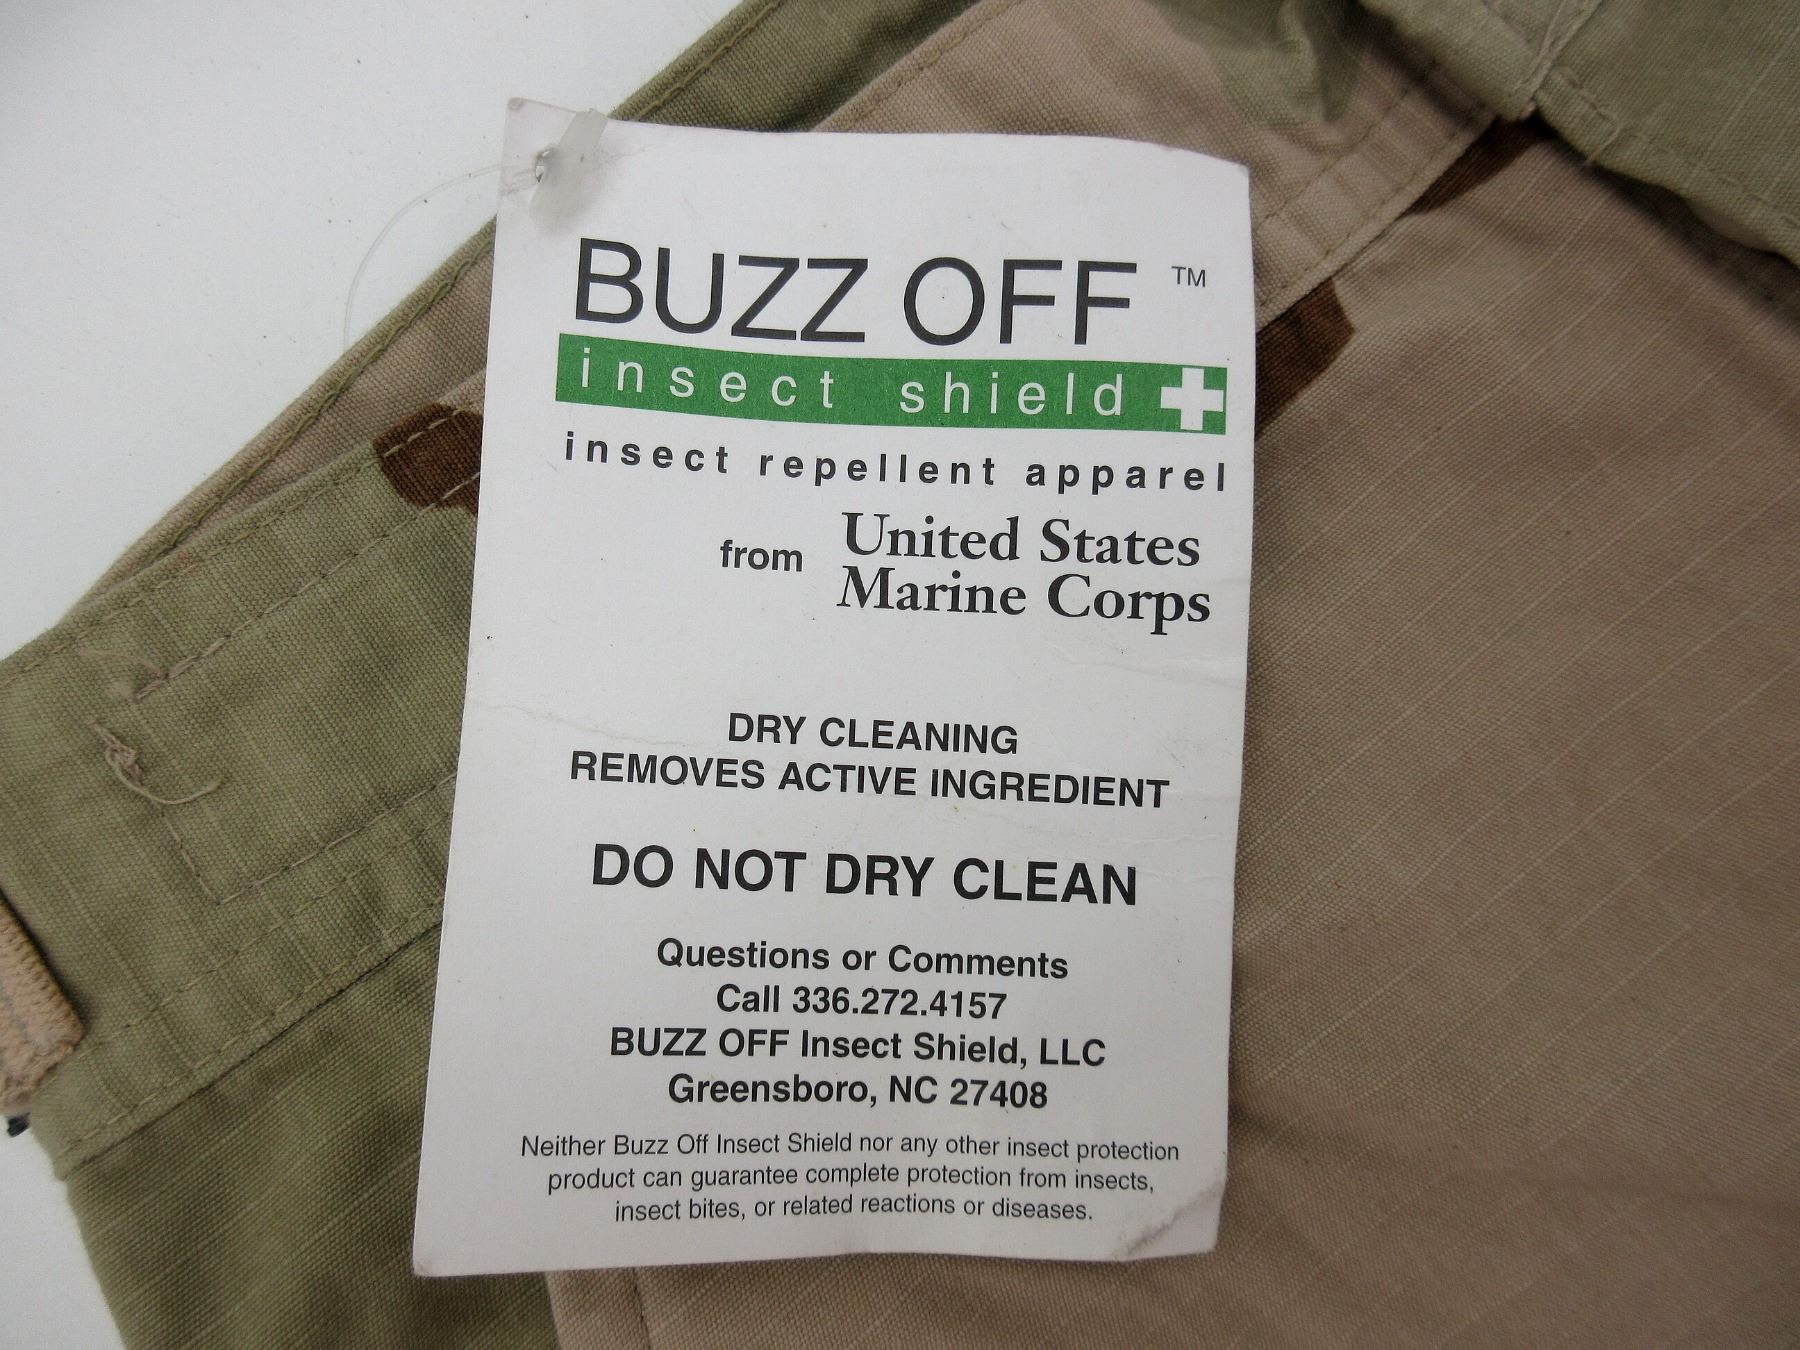 BUZZ OFF ™
insect shield
insect repellent apparel
from United States
Marine Corps
DRY CLEANING
REMOVES ACTIVE INGREDIENT
DO NOT DRY CLEAN
Questions or Comments
Call 336.272.4157
BUZZ OFF Insect Shield, LLC
Greensboro, NC 27408
Neither Buzz Off Insect Shield nor any other insect protection
product can guarantee complete protection from insects,
insect bites, or related reactions or diseases.